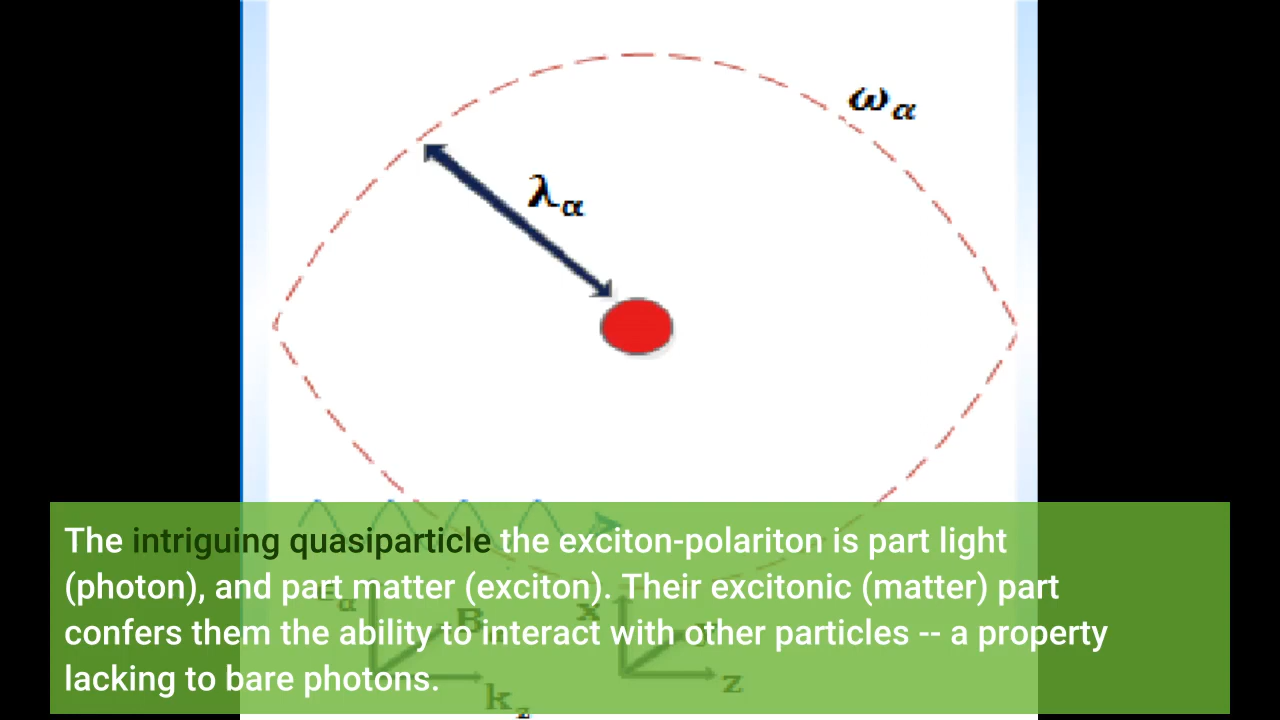 ωα
λα
The intriguing quasiparticle the exciton-polariton is part light
(photon), and part matter (exciton). Their excitonic (matter) part
confers them the ability to interact with other particles -- a property
lacking to bare photons.
α
B
x
z
kz